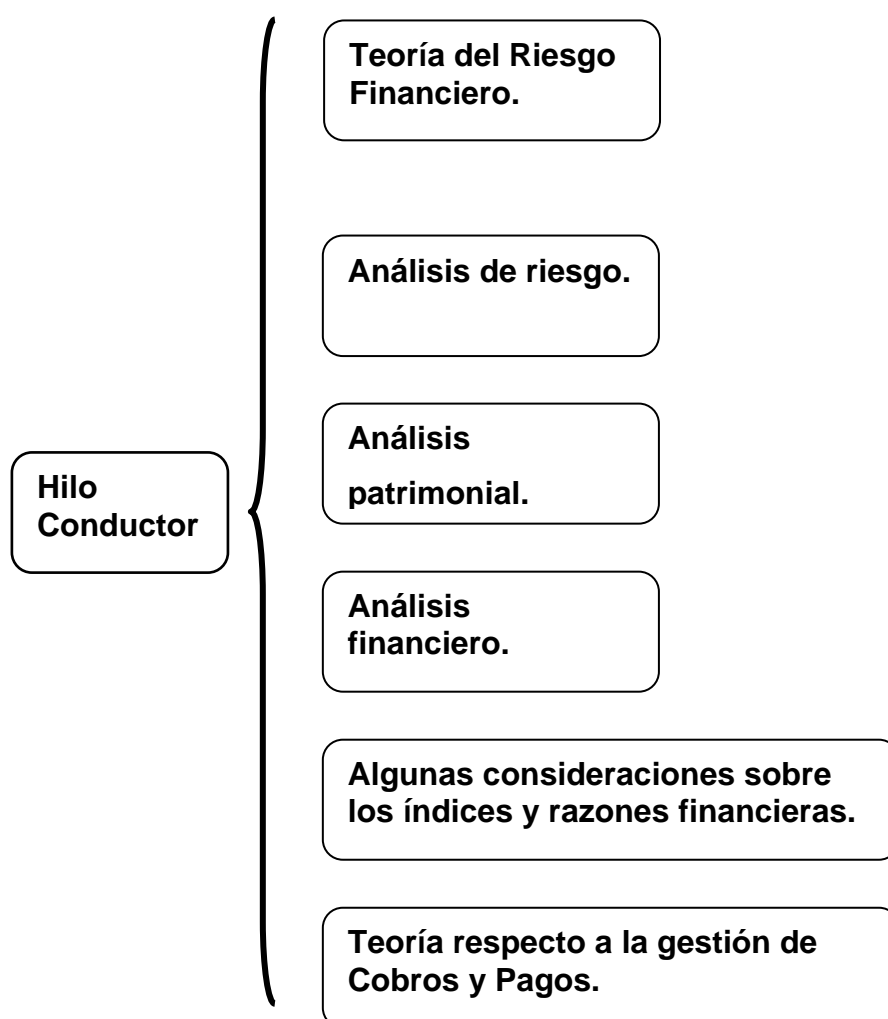 Teoría del Riesgo
Financiero.
Análisis de riesgo.
Análisis
patrimonial.
Hilo
Conductor
Análisis
financiero.
Algunas consideraciones sobre
los índices y razones financieras.
Teoría respecto a la gestión de
Cobros y Pagos.